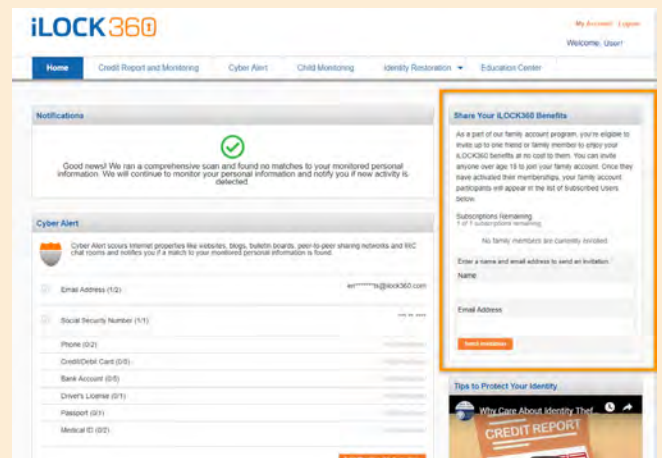 iLOCK360
My Account Logout
Welcome, User!
Home Credit Report and Monitoring Cyber Alert Child Monitoring Identity Restoration Education Center
Notifications
Good news! We ran a comprehensive scan and found no matches to your monitored personal
information. We will continue to monitor your personal information and notify you if new activity is
detected.
Cyber Alert
Cyber Alert scours Internet properties like websites, blogs, bulletin boards, peer-to-peer sharing networks and IRC
chat rooms and notifies you if a match to your monitored personal information is found.
Email Address (1/2)
Social Security Number (1/1)
*** ** ****
Phone (0/2)
Credit/Debit Card (0/5)
Bank Account (0/5)
Driver's License (0/1)
Passport (0/1)
Medical ID (0/2)
Share Your iLOCK360 Benefits
As a part of our family account program, you're eligible to
invite up to one friend or family member to enjoy your
iLOCK360 benefits at no cost to them. You can invite
anyone over age 18 to join your family account. Once they
have activated their memberships, your family account
participants will appear in the list of Subscribed Users
below.
Subscriptions Remaining
1 of 1 subscriptions remaining
No family members are currently enrolled.
Enter a name and email address to send an invitation.
Name
Email Address
Send Invitation
Tips to Protect Your Identity
Why Care About Identity Thef...
CREDIT REPORT